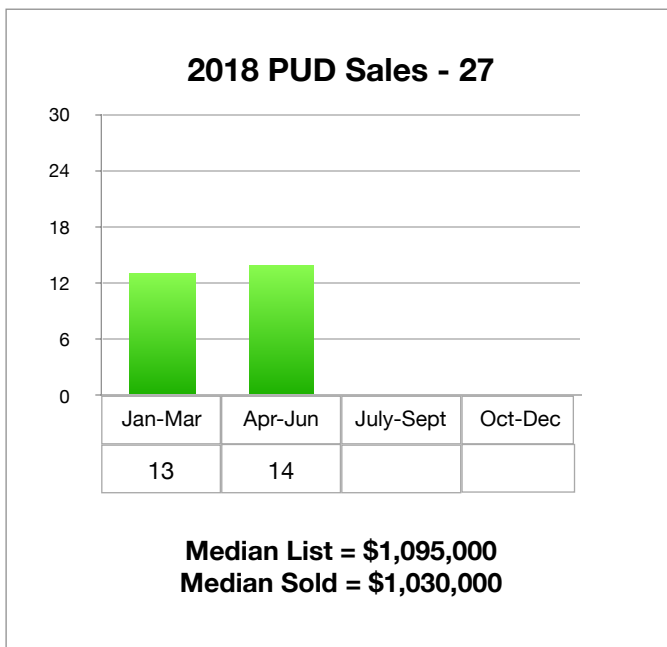 2018 PUD Sales - 27
30
24
18
12
6
0
Jan-Mar Apr-Jun July-Sept Oct-Dec
13 14
Median List = $1,095,000
Median Sold = $1,030,000